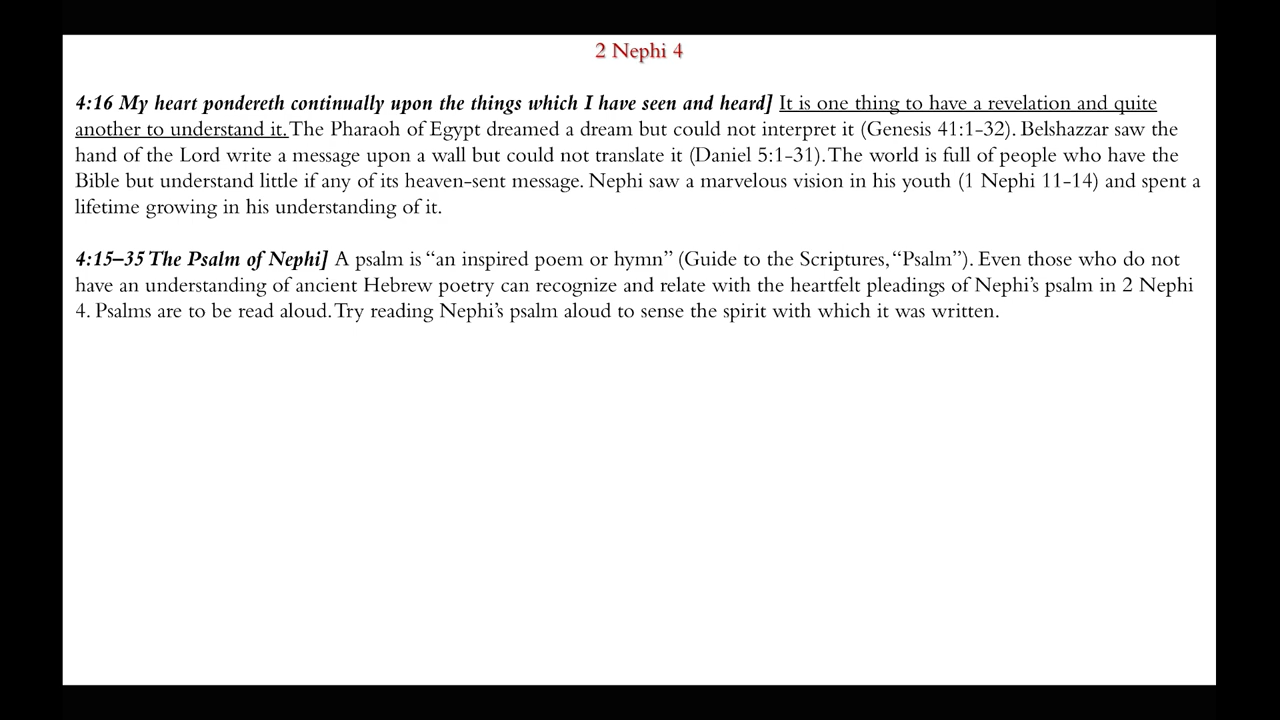 2 Nephi 4
4:16 My heart pondereth continually upon the things which I have seen and heard] It is one thing to have a revelation and quite
another to understand it. The Pharaoh of Egypt dreamed a dream but could not interpret it (Genesis 41:1-32). Belshazzar saw the
hand of the Lord write a message upon a wall but could not translate it (Daniel 5:1-31). The world is full of people who have the
Bible but understand little if any of its heaven-sent message. Nephi saw a marvelous vision in his youth (1 Nephi 11-14) and spent a
lifetime growing in his understanding of it.
4:15–35 The Psalm of Nephi] A psalm is “an inspired poem or hymn” (Guide to the Scriptures, “Psalm”). Even those who do not
have an understanding of ancient Hebrew poetry can recognize and relate with the heartfelt pleadings of Nephi’s psalm in 2 Nephi
4. Psalms are to be read aloud. Try reading Nephi’s psalm aloud to sense the spirit with which it was written.